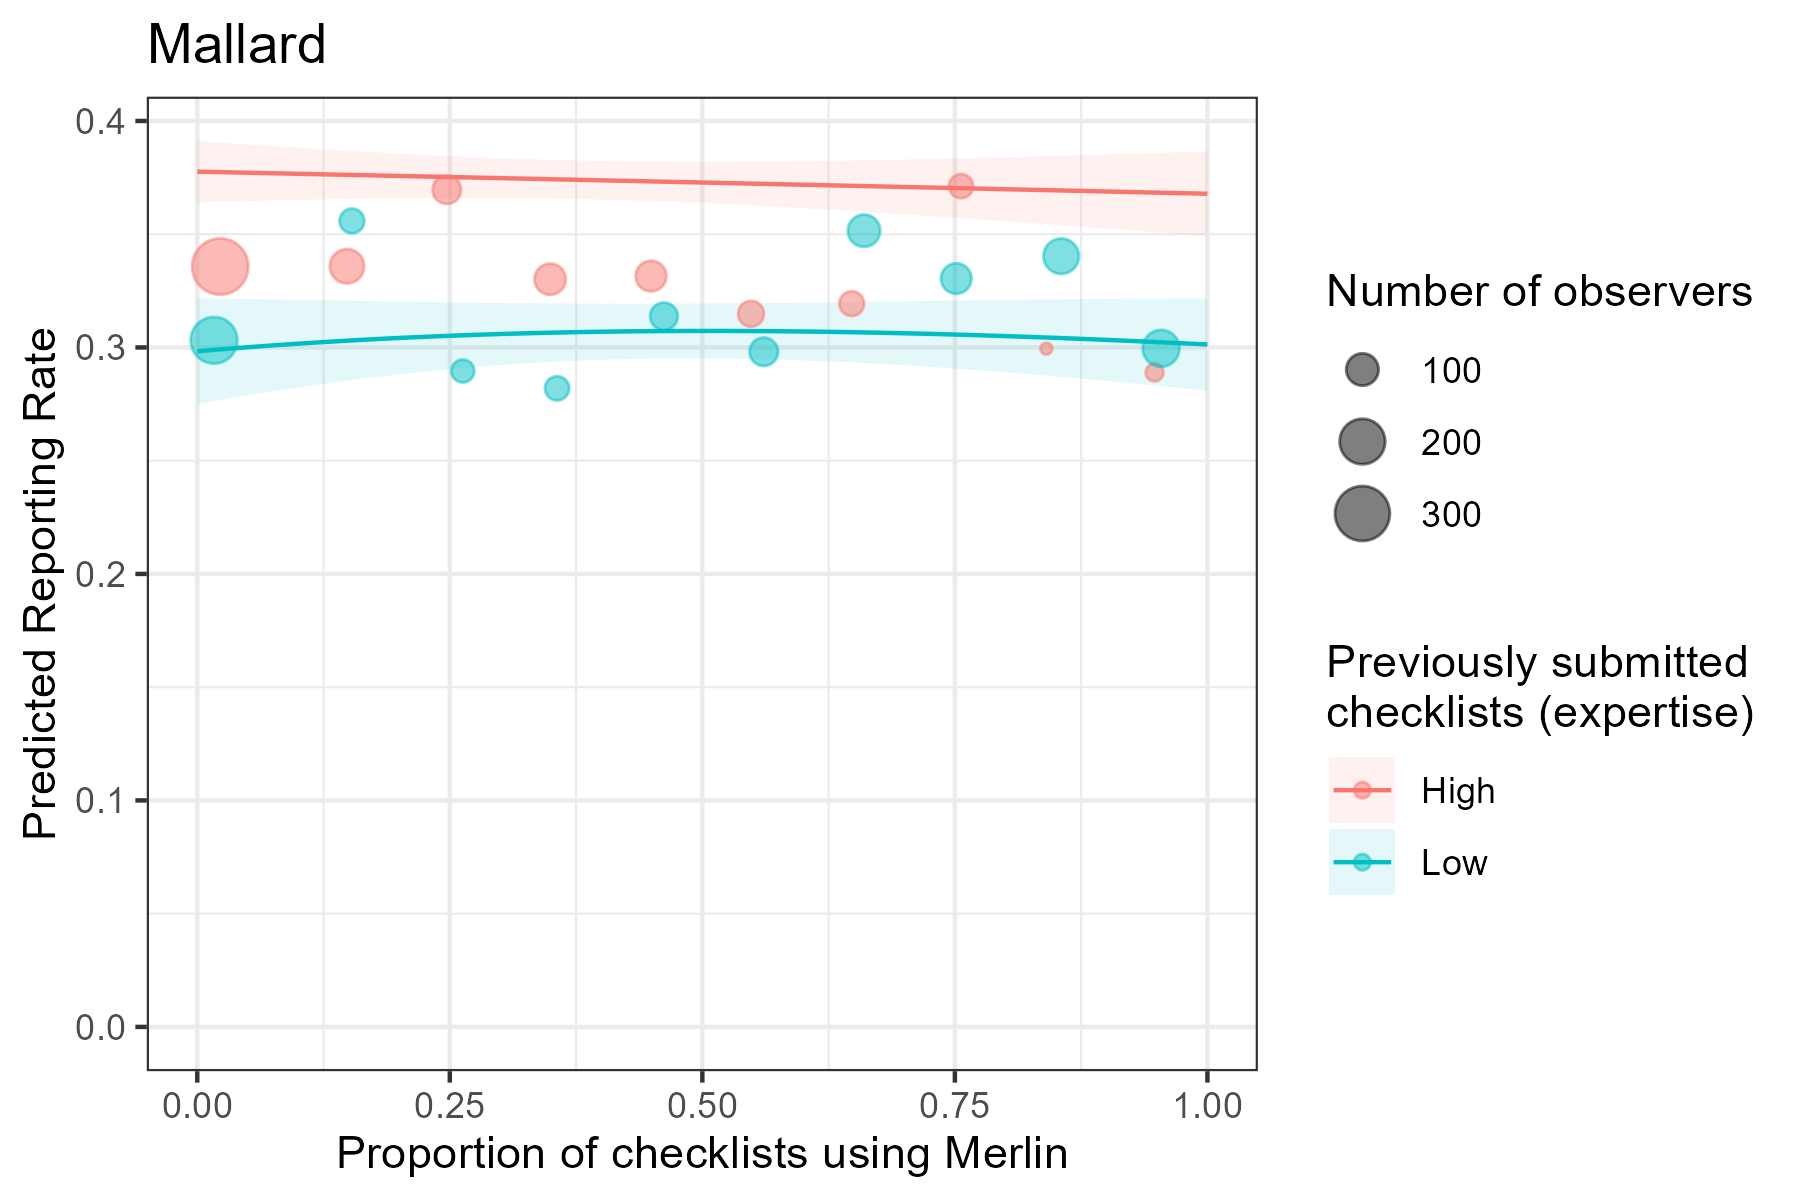 Mallard
0.4
0.3
0.2
0.1
0.0
Predicted Reporting Rate
0.00 0.25 0.50 0.75 1.00
Proportion of checklists using Merlin
Number of observers
100
200
300
Previously submitted
checklists (expertise)
High
Low